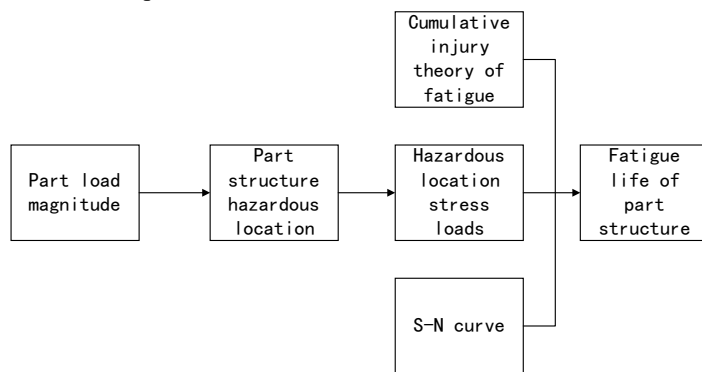 Cumulative
injury
theory of
fatigue
Part load
magnitude
Part
structure
hazardous
location
Hazardous
location
stress
loads
Fatigue
life of
part
structure
S-N curve